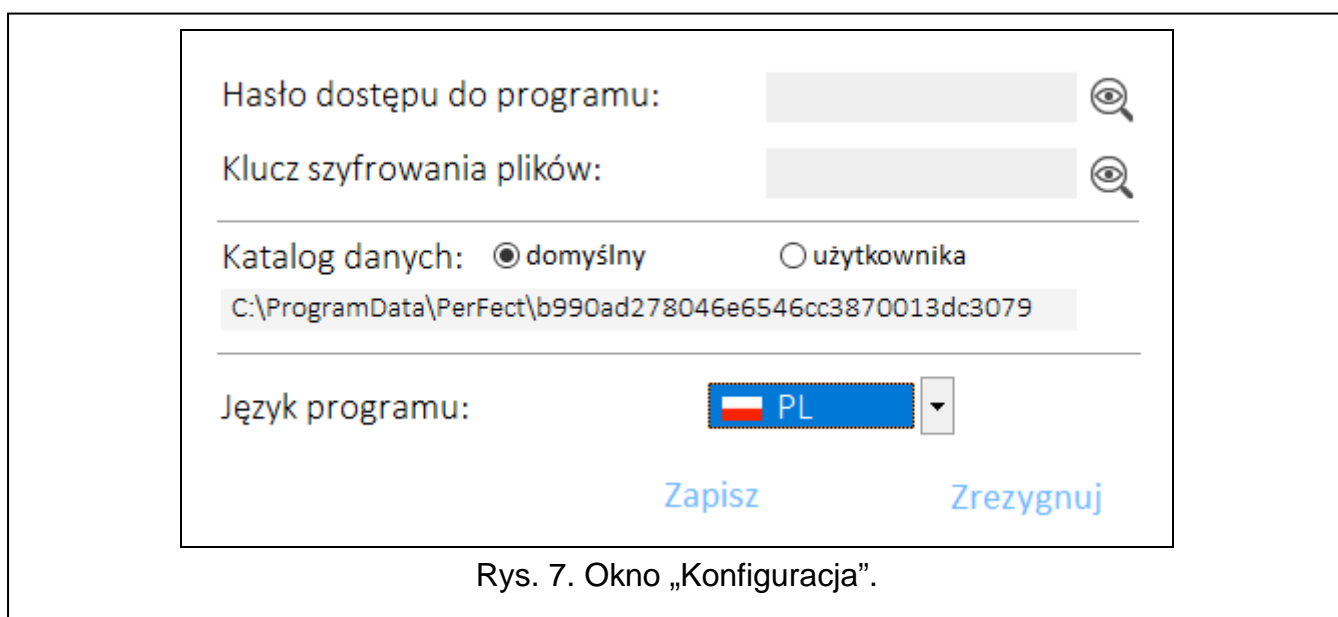 Hasło dostępu do programu:
Klucz szyfrowania plików:
Katalog danych: domyślny użytkownika
C:\ProgramData\PerFect\b990ad278046e6546cc3870013dc3079
Język programu: PL
Zapisz Zrezygnuj
Rys. 7. Okno „Konfiguracja”.